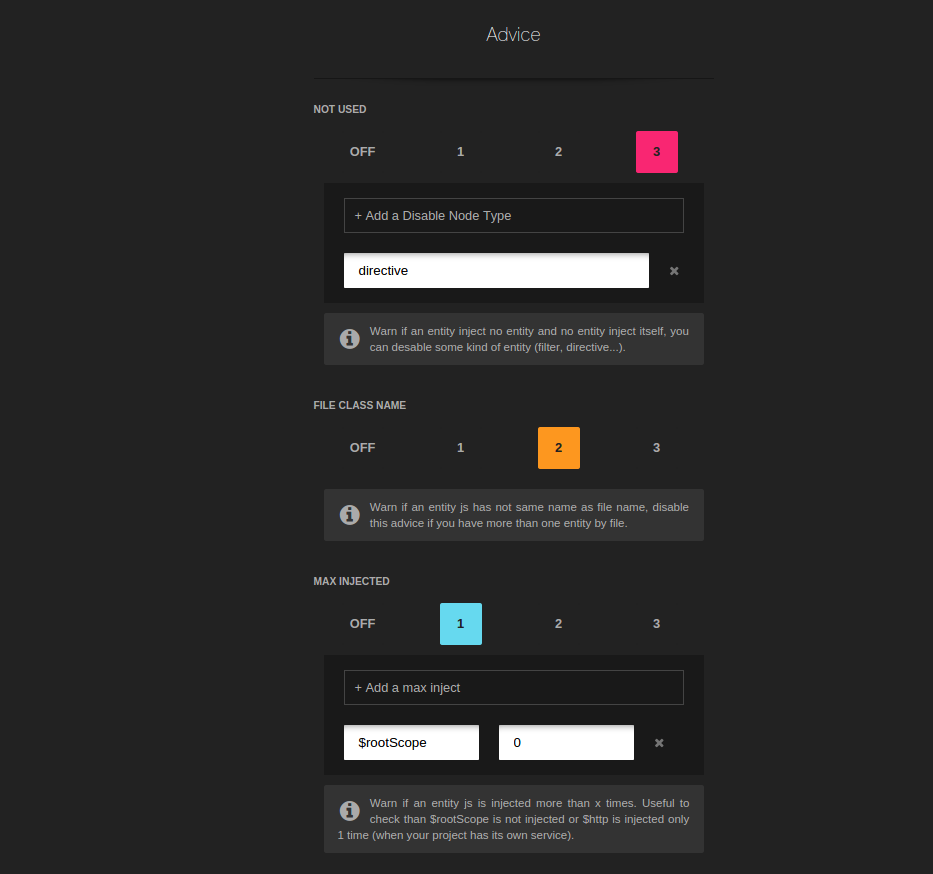 Advice
NOT USED
OFF 1 2 3
+ Add a Disable Node Type
directive
Warn if an entity inject no entity and no entity inject itself, you
can desable some kind of entity (filter, directive...).
FILE CLASS NAME
OFF 1 2 3
Warn if an entity js has not same name as file name, disable
this advice if you have more than one entity by file.
MAX INJECTED
OFF 1 2 3
+ Add a max inject
$rootScope 0
Warn if an entity js is injected more than x times. Useful to
check than $rootScope is not injected or $http is injected only
1 time (when your project has its own service).